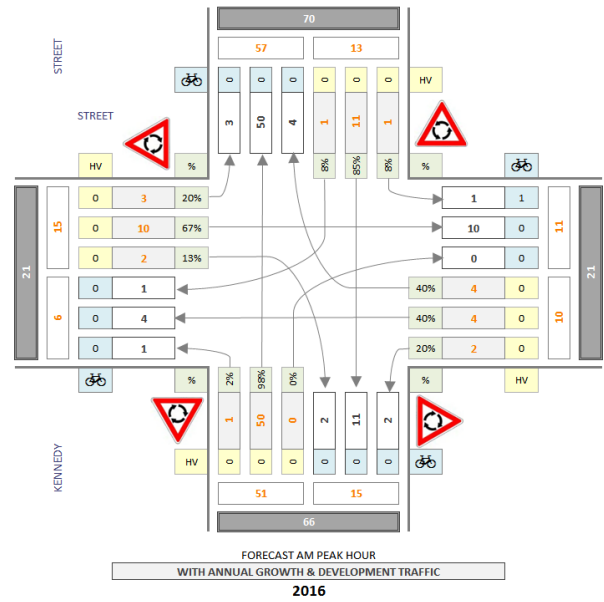 70
STREET
57 13
0 0 0 0 0 0 HV
STREET
3 50 4 1 11 1
HV % 8% 85% 8% %
0 3 20% 1 1
15 0 10 67% 10 0 11
0 2 13% 0 0
21 21
0 1 40% 4 0
6 0 4 40% 4 0 10
0 1 20% 2 0
% 2% 98% 0% % HV
1 50 0 2 11 2
KENNEDY
HV 0 0 0 0 0 0
51 15
66
FORECAST AM PEAK HOUR
WITH ANNUAL GROWTH & DEVELOPMENT TRAFFIC
2016